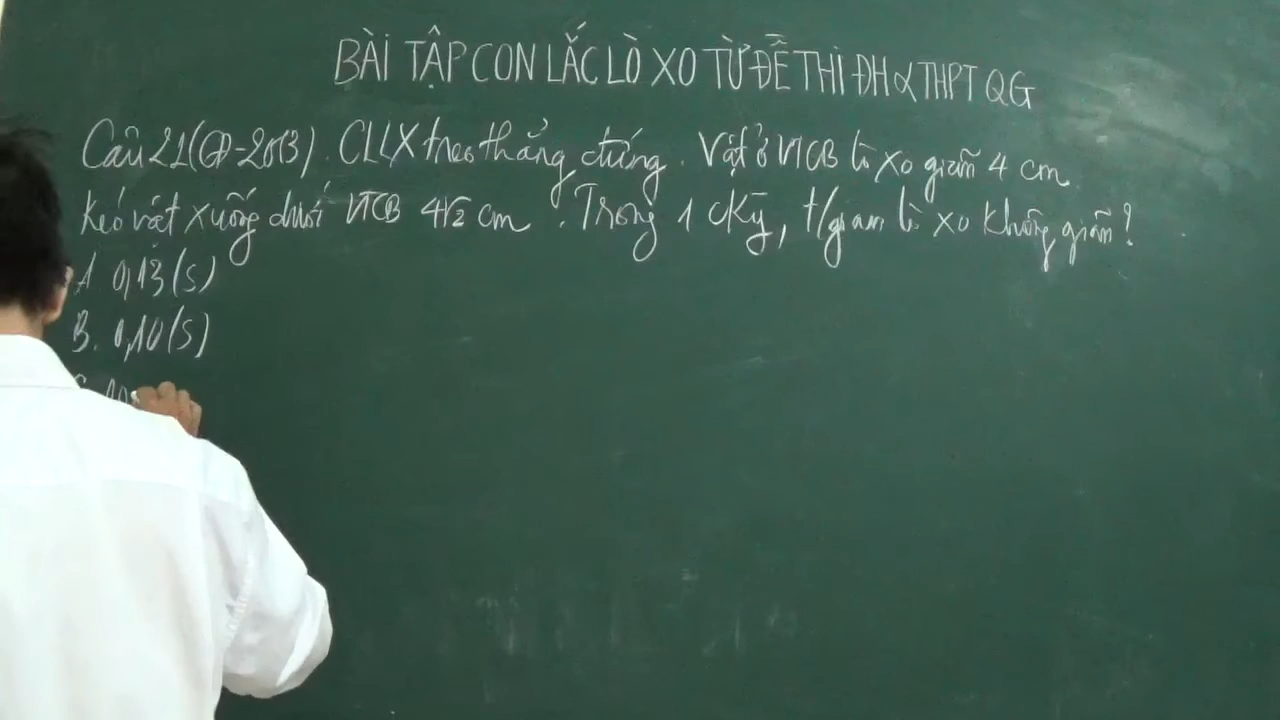 BÀI TẬP CON LẮC LÒ XO TỪ ĐỀ THI ĐH & THPT QG
Câu 21 (CĐ-2013). CLLX treo thẳng đứng. Vật ở VTCB lò xo giãn 4 cm.
Kéo vật xuống dưới VTCB 4√2 cm. Trong 1 chkỳ, t/gian lò xo không giãn?
A. 0,13 (s)
B. 0,10 (s)